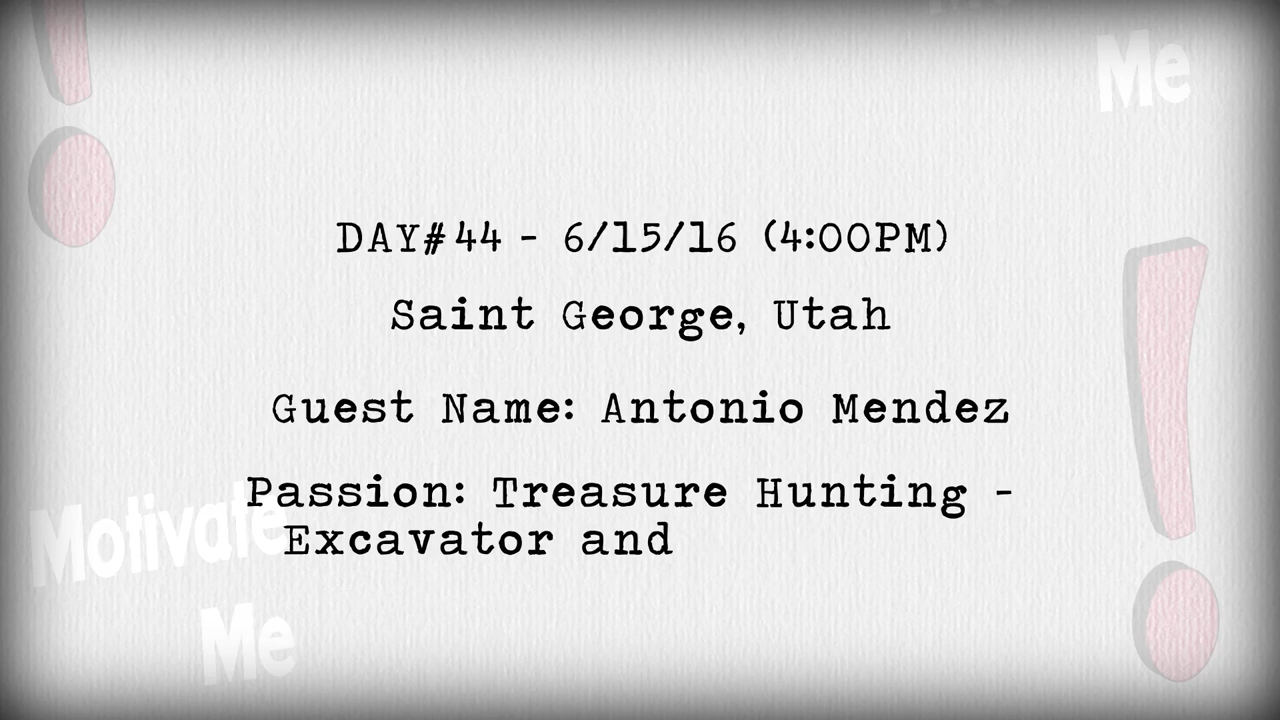 Me
DAY#44 - 6/15/16 (4:00PM)
Saint George, Utah
Guest Name: Antonio Mendez
Passion: Treasure Hunting -
Excavator and
Motivate
Me